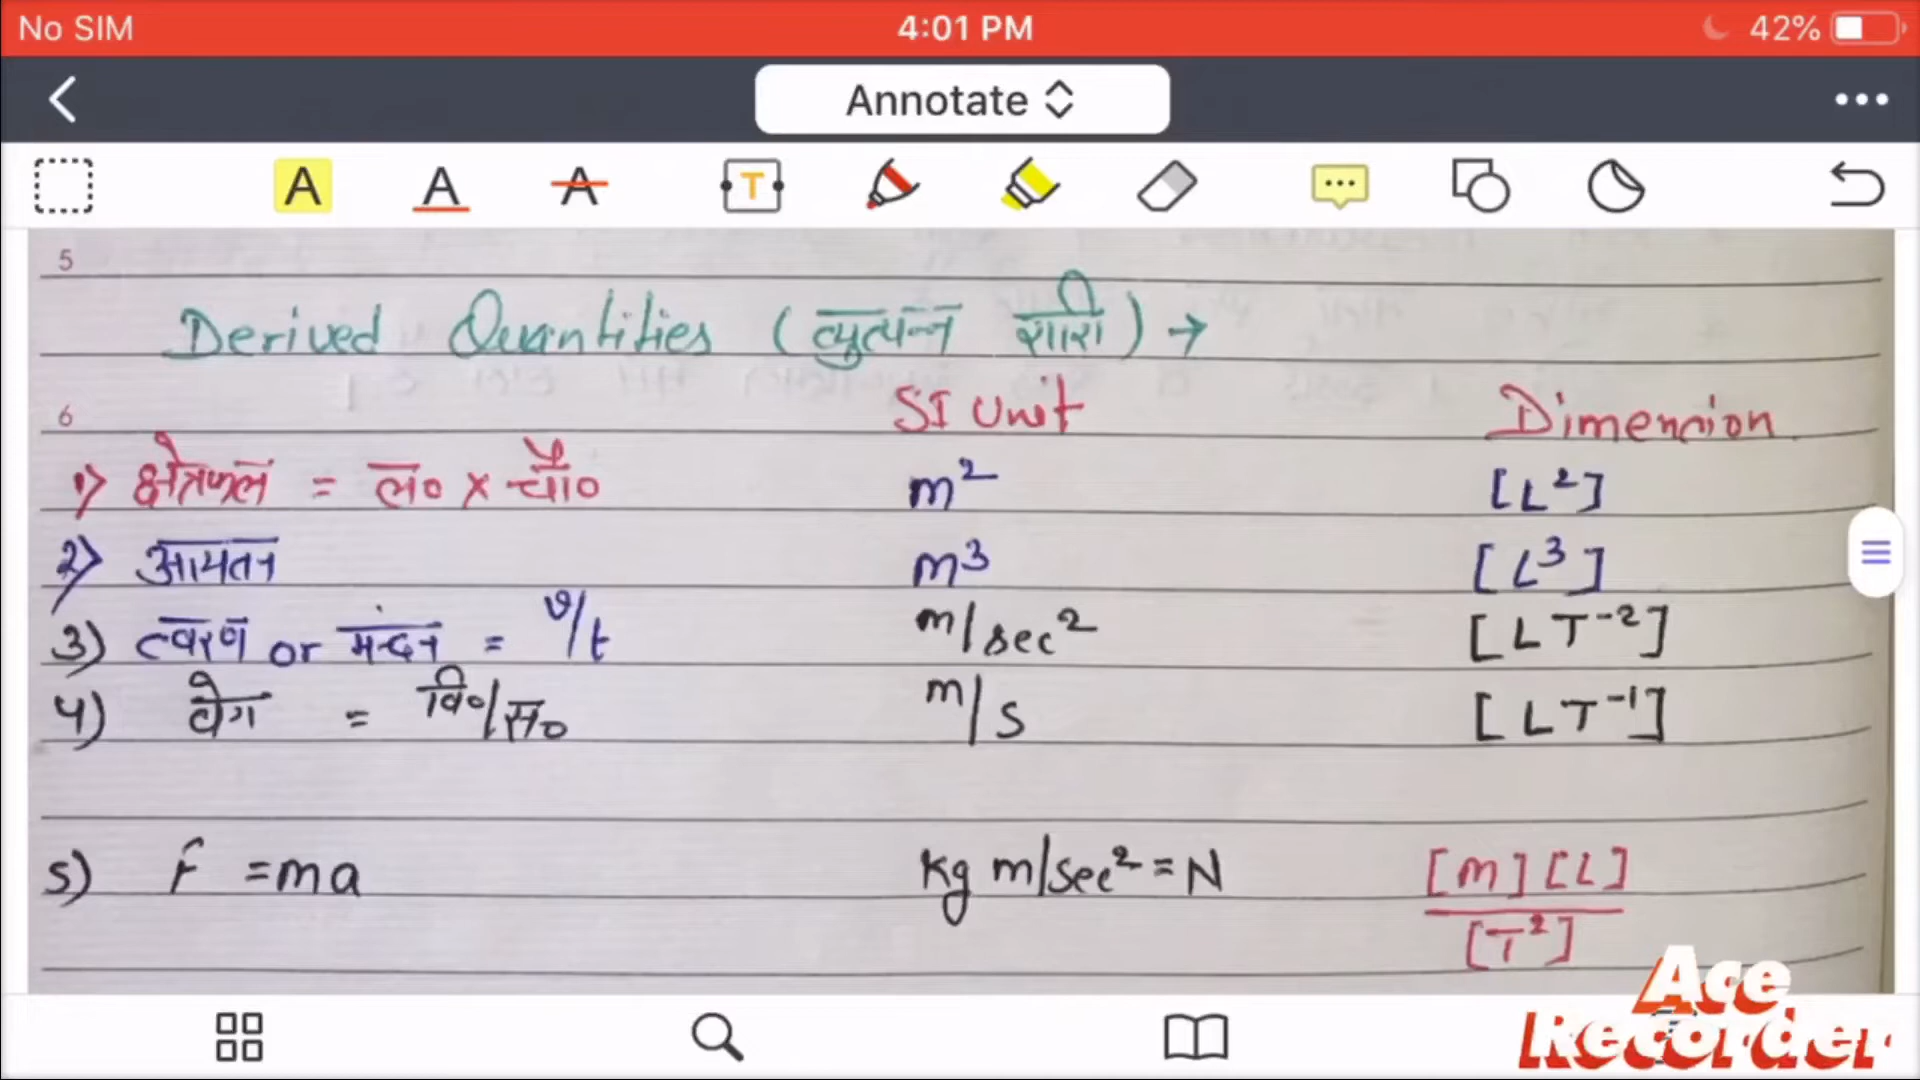 No SIM 4:01 PM 42%
Annotate
A A A T
5
Derived Quantities (व्युत्पन्न राशि) →
6 SI Unit Dimension
1) क्षेत्रफल = ल० × चौ० m² [L²]
2) आयतन m³ [L³]
3) त्वरण or मन्दन = v/t m/sec² [LT⁻²]
4) वेग = वि०/स० m/s [LT⁻¹]
5) F = ma kg m/sec² = N [M][L]
[T²]
Ace
Recorder